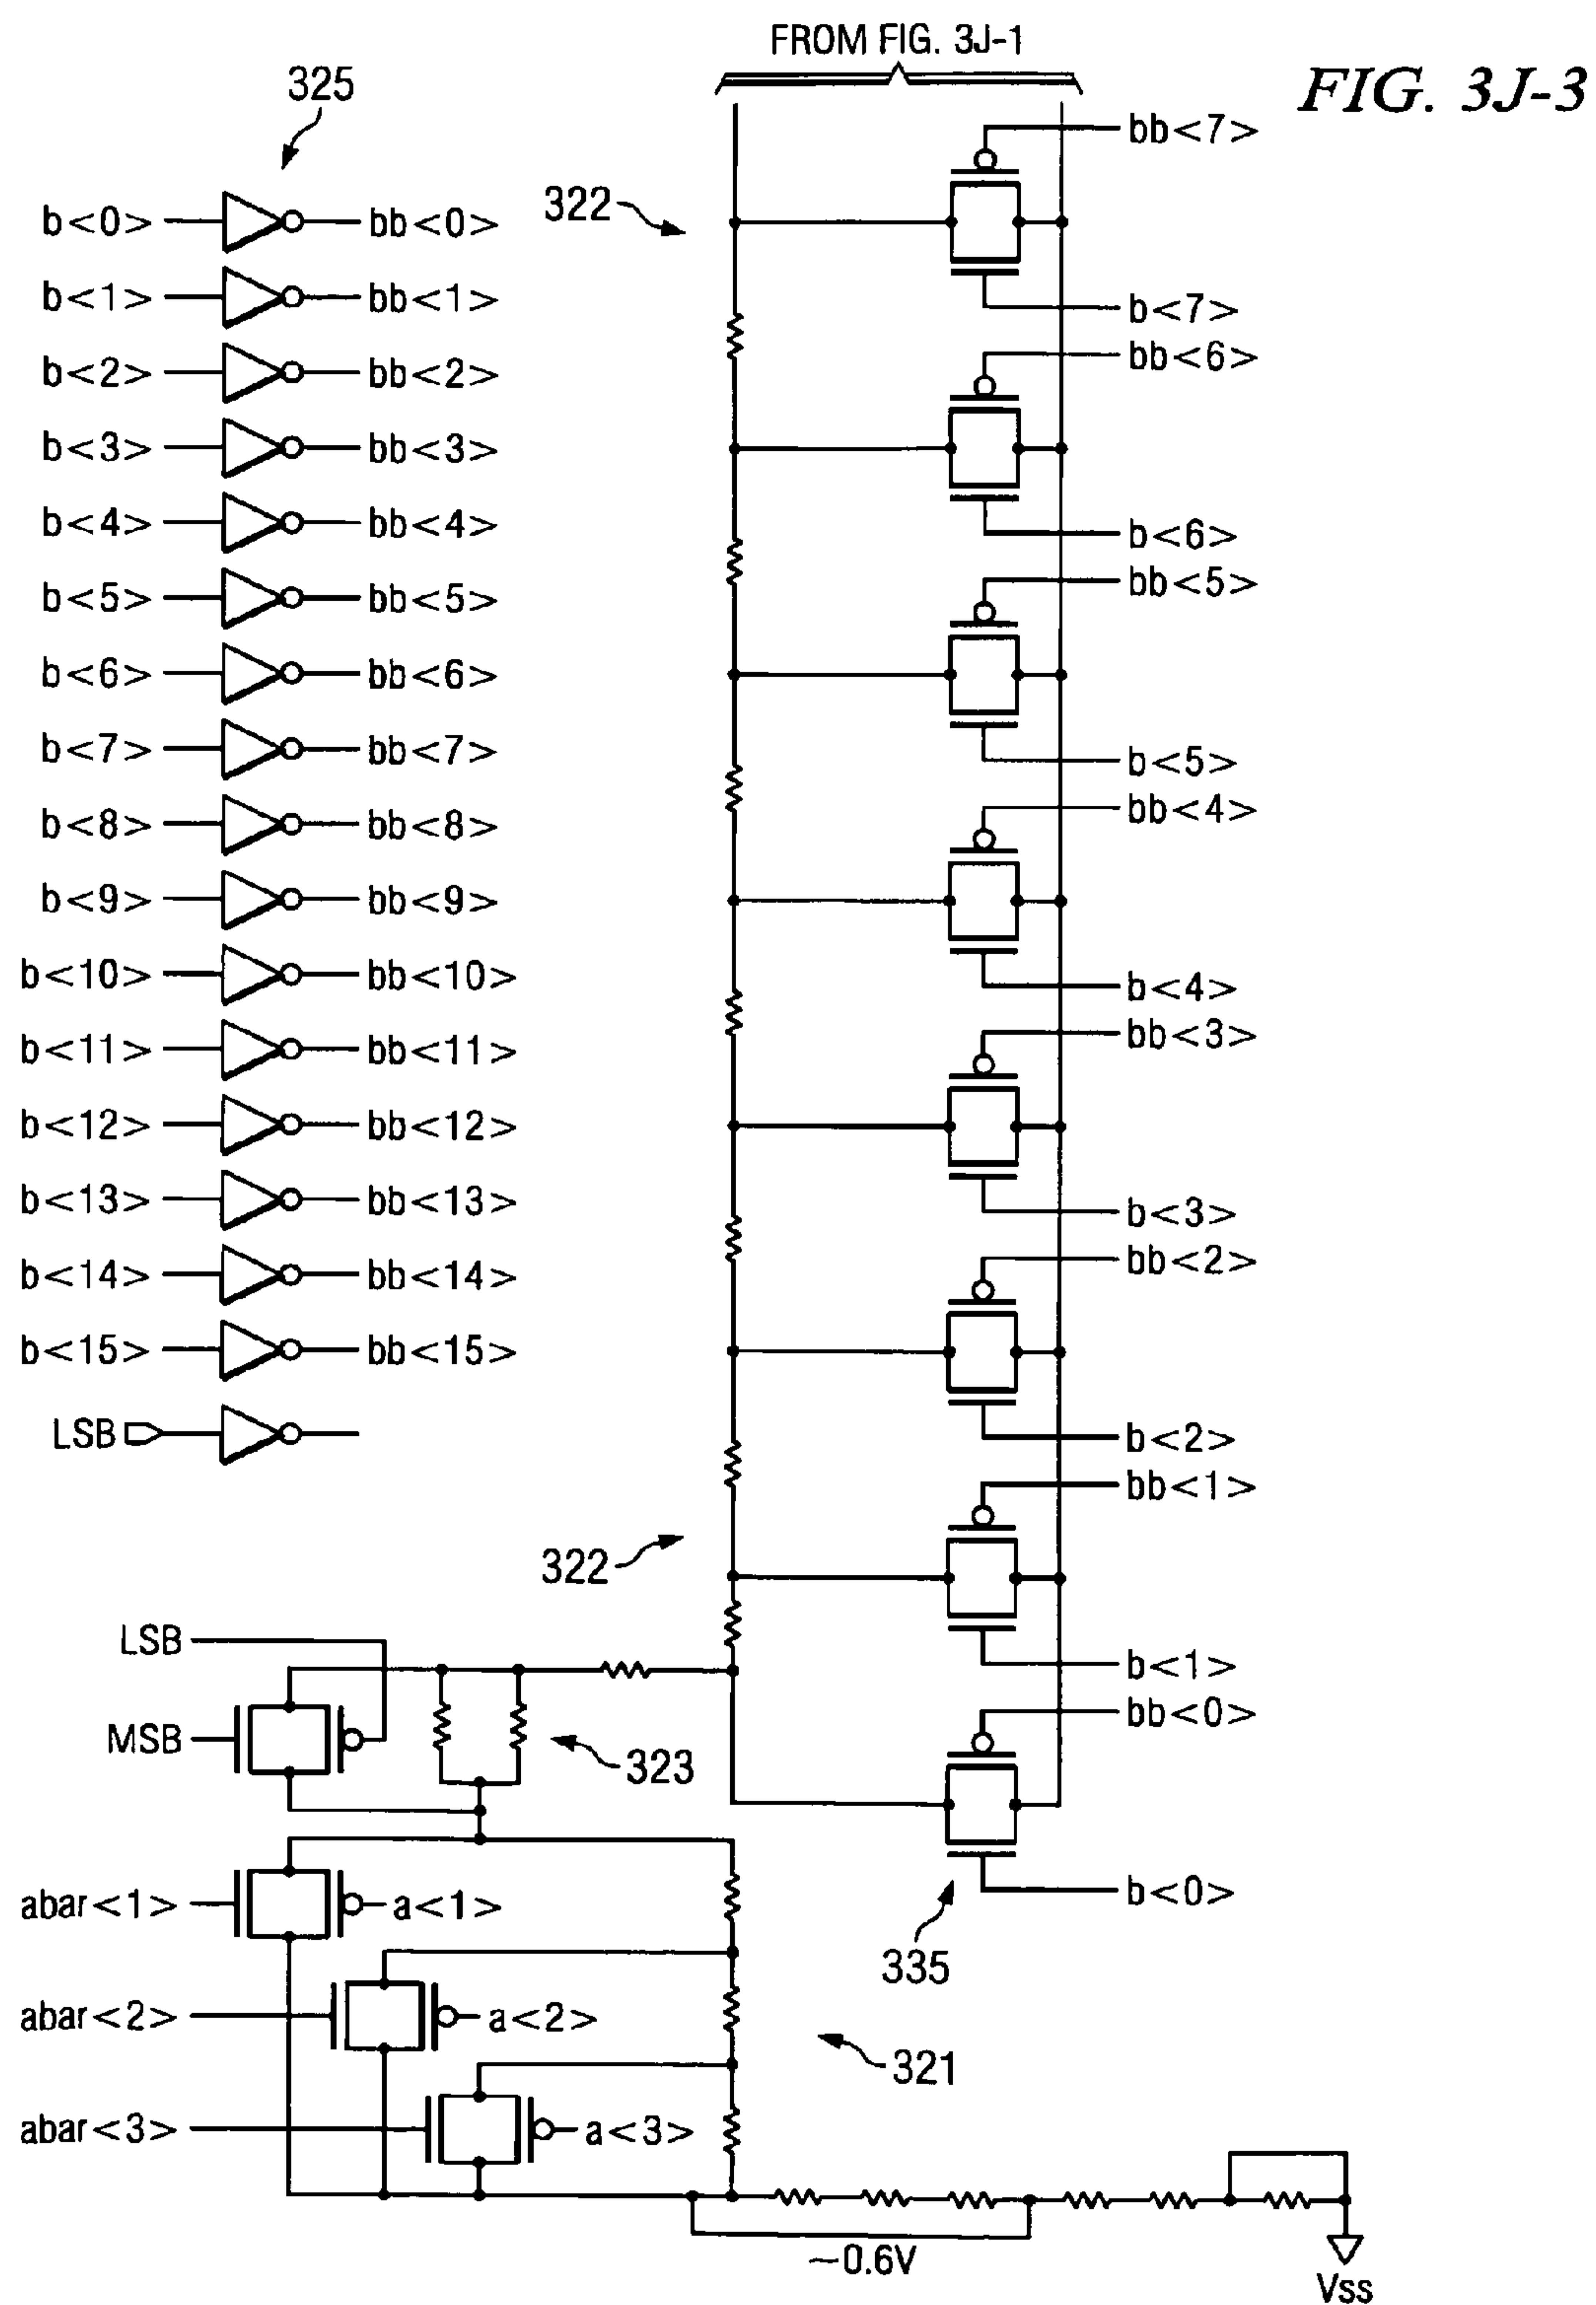 FROM FIG. 3J-1
FIG. 3J-3
325
b<0> bb<0>
b<1> bb<1>
b<2> bb<2>
b<3> bb<3>
b<4> bb<4>
b<5> bb<5>
b<6> bb<6>
b<7> bb<7>
b<8> bb<8>
b<9> bb<9>
b<10> bb<10>
b<11> bb<11>
b<12> bb<12>
b<13> bb<13>
b<14> bb<14>
b<15> bb<15>
LSB
322
bb<7>
b<7>
bb<6>
b<6>
bb<5>
b<5>
bb<4>
b<4>
bb<3>
b<3>
bb<2>
b<2>
bb<1>
322
b<1>
bb<0>
b<0>
335
LSB
MSB
323
abar<1> a<1>
abar<2> a<2>
321
abar<3> a<3>
~0.6V
Vss